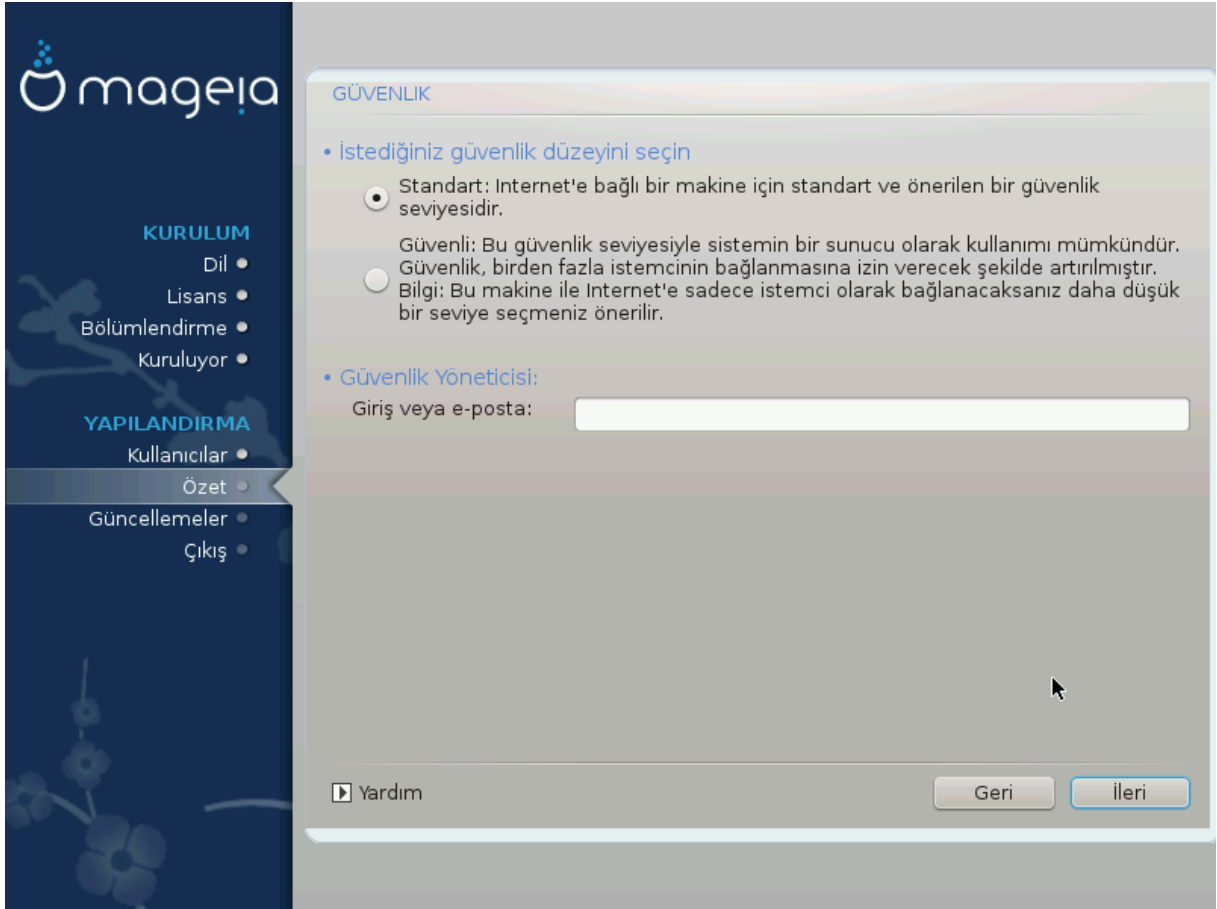 mageia
KURULUM
Dil
Lisans
Bölümlendirme
Kuruluyor
YAPILANDIRMA
Kullanıcılar
Özet
Güncellemeler
Çıkış
GÜVENLIK
• İstediğiniz güvenlik düzeyini seçin
Standart: Internet'e bağlı bir makine için standart ve önerilen bir güvenlik
seviyesidir.
Güvenli: Bu güvenlik seviyesiyle sistemin bir sunucu olarak kullanımı mümkündür.
Güvenlik, birden fazla istemcinin bağlanmasına izin verecek şekilde artırılmıştır.
Bilgi: Bu makine ile Internet'e sadece istemci olarak bağlanacaksanız daha düşük
bir seviye seçmeniz önerilir.
• Güvenlik Yöneticisi:
Giriş veya e-posta:
Yardım
Geri
İleri